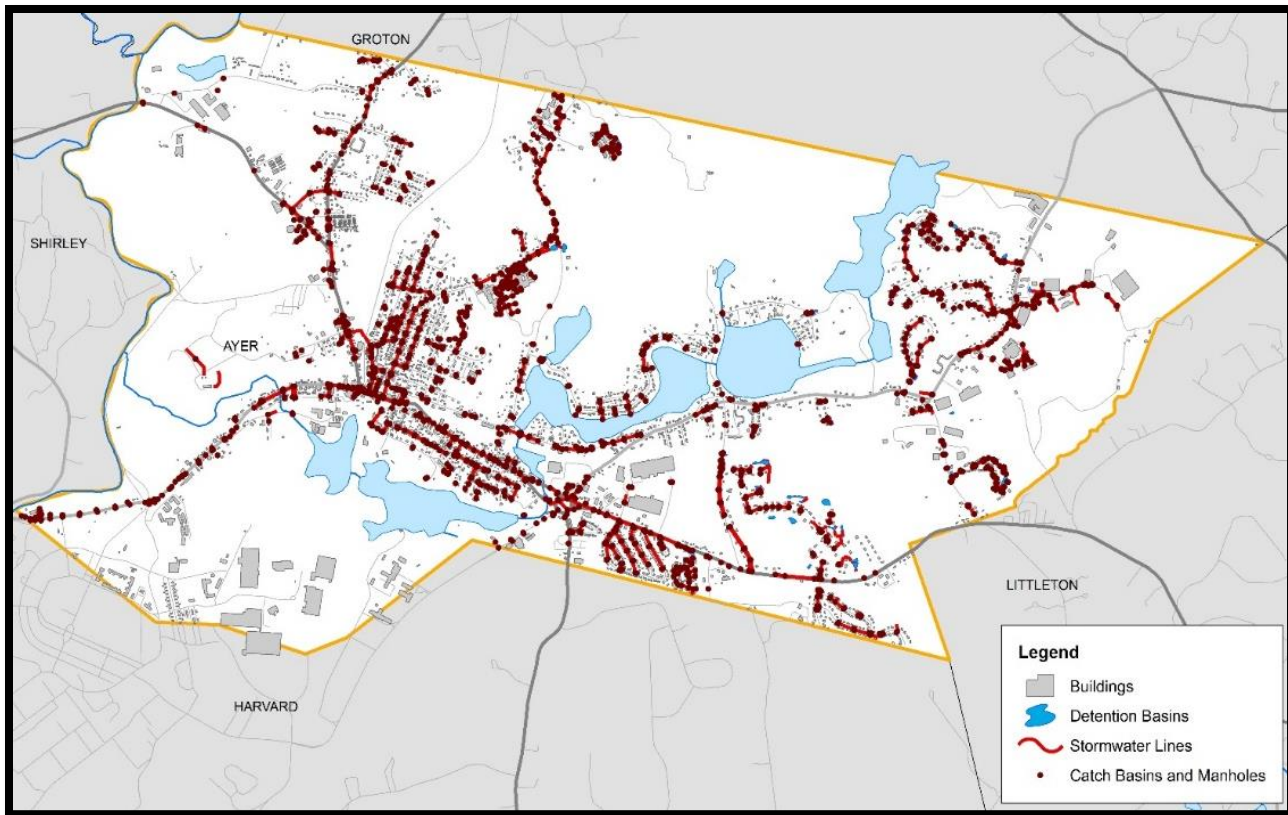 GROTON
SHIRLEY
AYER
LITTLETON
HARVARD
Legend
Buildings
Detention Basins
Stormwater Lines
Catch Basins and Manholes